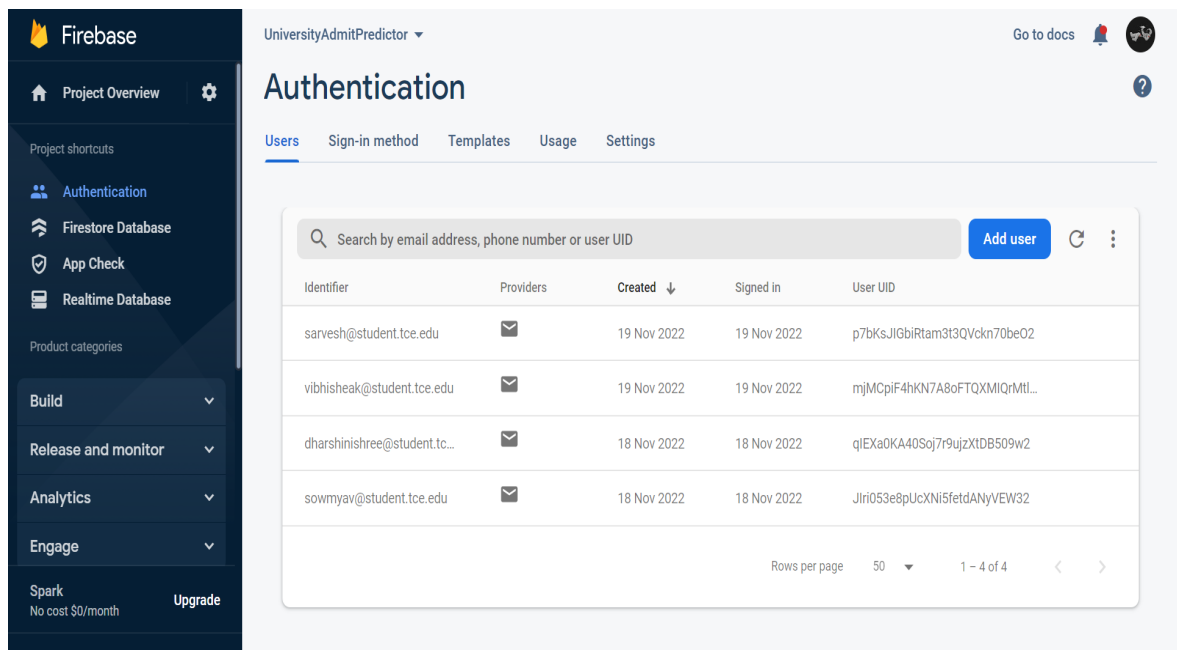 Firebase
Project Overview
Project shortcuts
Authentication
Firestore Database
App Check
Realtime Database
Product categories
Build
Release and monitor
Analytics
Engage
Spark
No cost $0/month
Upgrade
UniversityAdmitPredictor
Go to docs
Authentication
Users Sign-in method Templates Usage Settings
Search by email address, phone number or user UID
Add user
Identifier Providers Created Signed in User UID
sarvesh@student.tce.edu 19 Nov 2022 19 Nov 2022 p7bKsJIGbiRtam3t3QVckn70beO2
vibhisheak@student.tce.edu 19 Nov 2022 19 Nov 2022 mjMCpiF4hKN7A8oFTQXMIQrMtl...
dharshinishree@student.tc... 18 Nov 2022 18 Nov 2022 qIEXa0KA40Soj7r9ujzXtDB509w2
sowmyav@student.tce.edu 18 Nov 2022 18 Nov 2022 JIri053e8pUcXNi5fetdANyVEW32
Rows per page 50 1 – 4 of 4